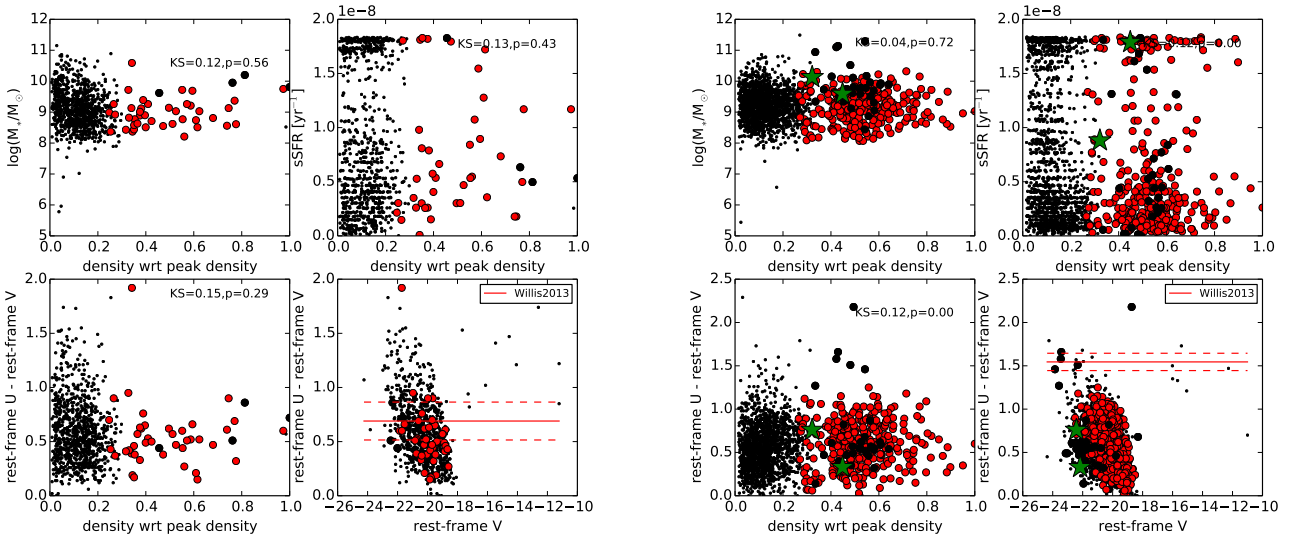 12
11
10
9
8
7
6
5
0.0 0.2 0.4 0.6 0.8 1.0
density wrt peak density
log(M*/M☉)
KS=0.12,p=0.56
1e−8
2.0
1.5
1.0
0.5
0.0
0.0 0.2 0.4 0.6 0.8 1.0
density wrt peak density
sSFR [yr⁻¹]
KS=0.13,p=0.43
12
11
10
9
8
7
6
5
0.0 0.2 0.4 0.6 0.8 1.0
density wrt peak density
log(M*/M☉)
KS=0.04,p=0.72
1e−8
2.0
1.5
1.0
0.5
0.0
0.0 0.2 0.4 0.6 0.8 1.0
density wrt peak density
sSFR [yr⁻¹]
2.0
1.5
1.0
0.5
0.0
0.0 0.2 0.4 0.6 0.8 1.0
density wrt peak density
rest-frame U - rest-frame V
KS=0.15,p=0.29
2.0
1.5
1.0
0.5
0.0
−26−24−22−20−18−16−14−12−10
rest-frame V
rest-frame U - rest-frame V
Willis2013
2.5
2.0
1.5
1.0
0.5
0.0
0.0 0.2 0.4 0.6 0.8 1.0
density wrt peak density
rest-frame U - rest-frame V
KS=0.12,p=0.00
2.5
2.0
1.5
1.0
0.5
0.0
−26−24−22−20−18−16−14−12−10
rest-frame V
rest-frame U - rest-frame V
Willis2013